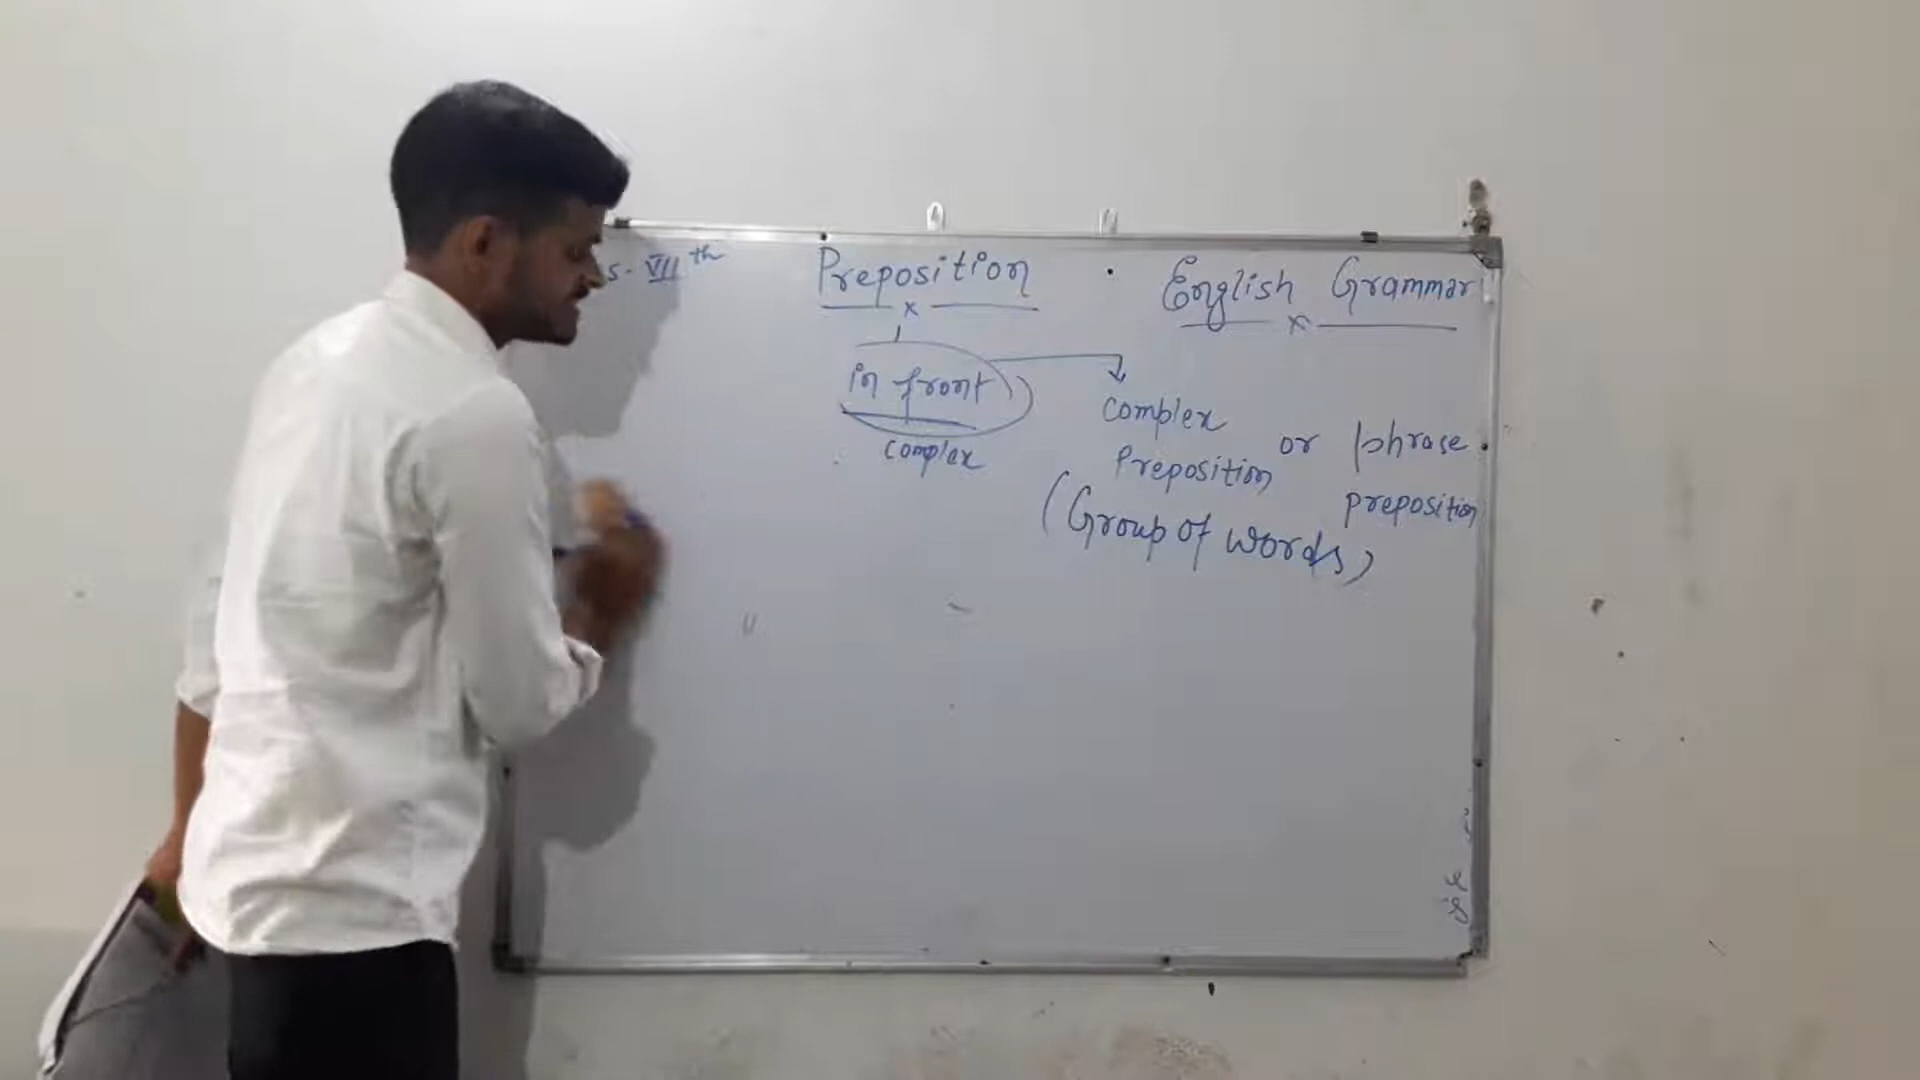 s. VII th
Preposition
English Grammar
in front
complex
complex
Preposition or phrase
preposition
(Group of words)